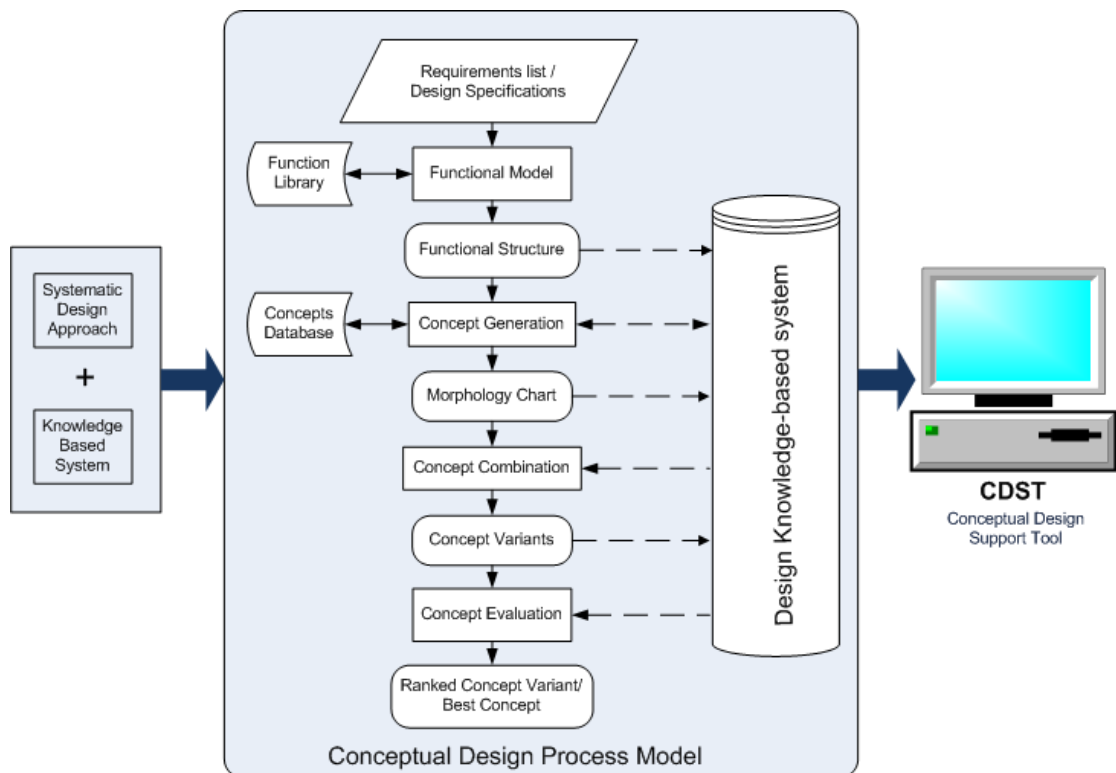 Requirements list /
Design Specifications
Function
Library
Functional Model
Functional Structure
Systematic
Design
Approach
+
Knowledge
Based
System
Concepts
Database
Concept Generation
Morphology Chart
Concept Combination
Concept Variants
Concept Evaluation
Ranked Concept Variant/
Best Concept
Design Knowledge-based system
CDST
Conceptual Design
Support Tool
Conceptual Design Process Model